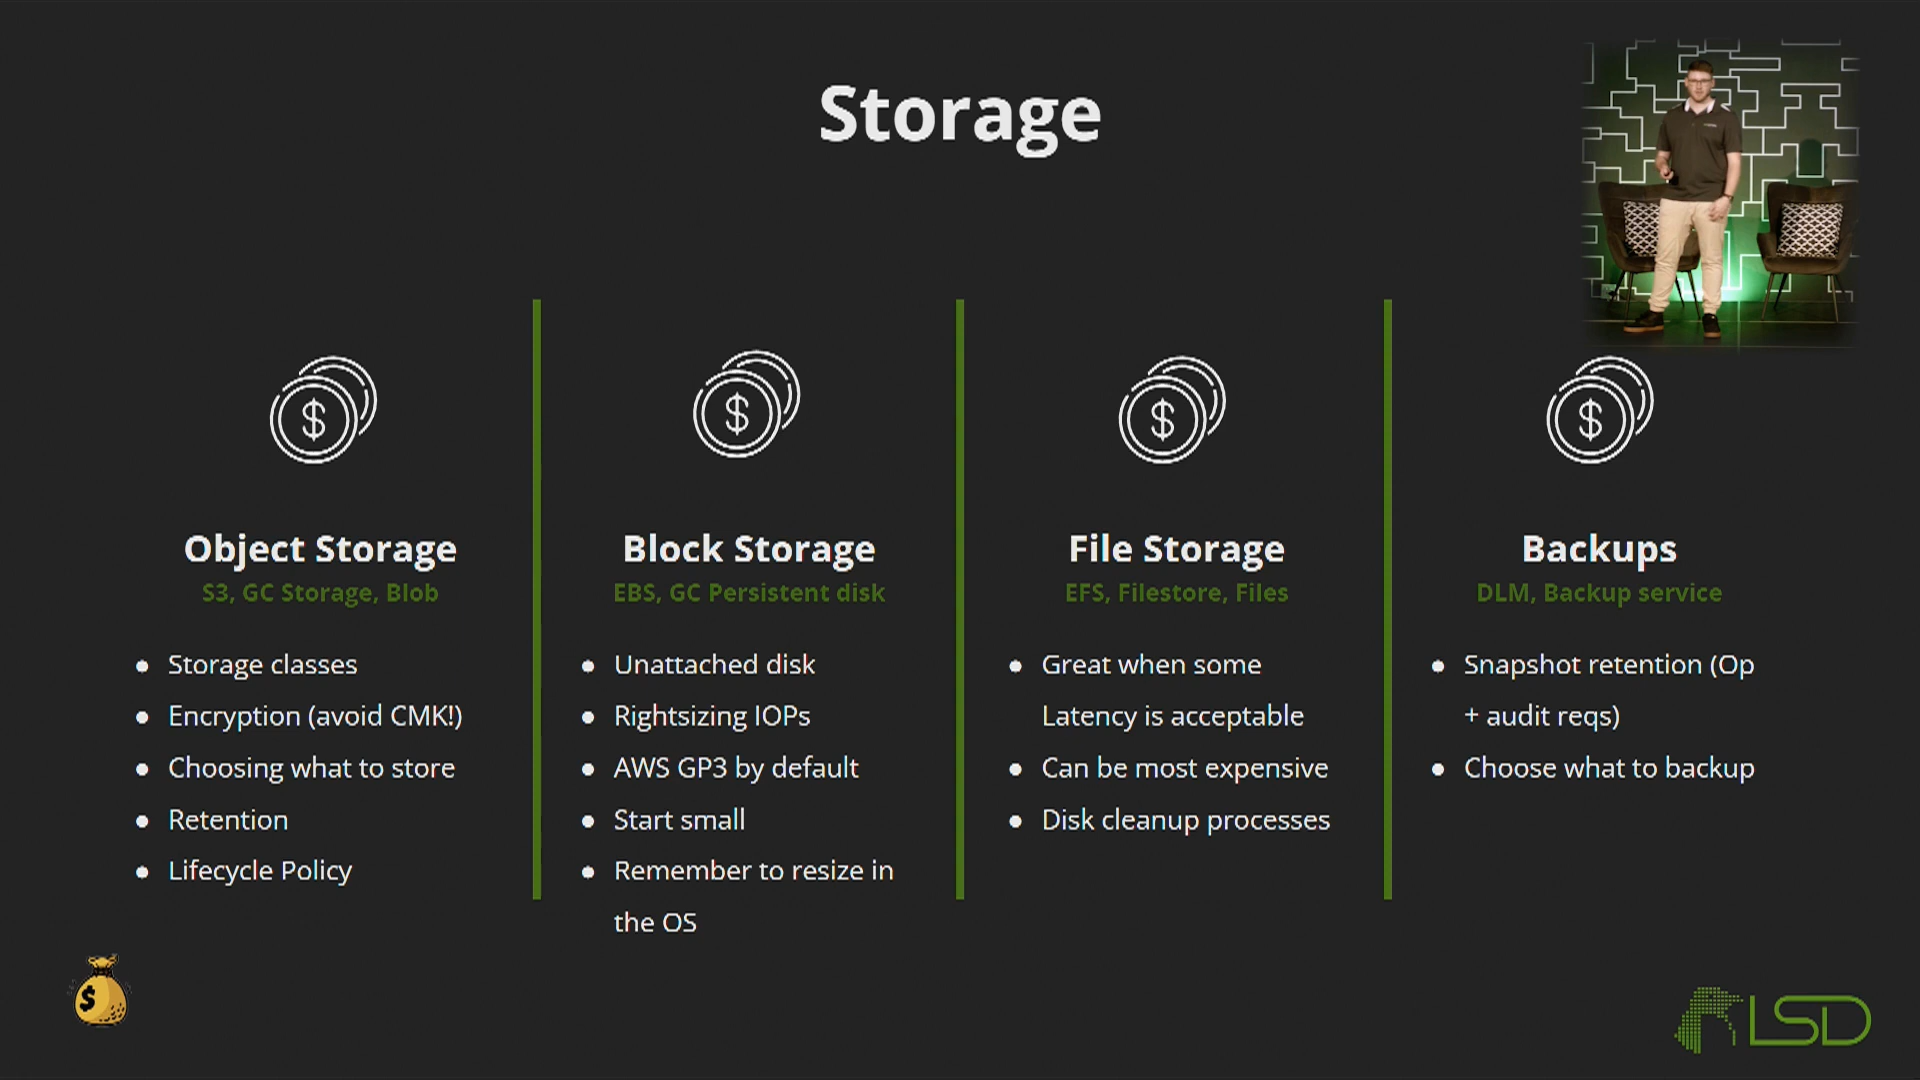 Storage
Object Storage
S3, GC Storage, Blob
● Storage classes
● Encryption (avoid CMK!)
● Choosing what to store
● Retention
● Lifecycle Policy
Block Storage
EBS, GC Persistent disk
● Unattached disk
● Rightsizing IOPs
● AWS GP3 by default
● Start small
● Remember to resize in
the OS
File Storage
EFS, Filestore, Files
● Great when some
Latency is acceptable
● Can be most expensive
● Disk cleanup processes
Backups
DLM, Backup service
● Snapshot retention (Op
+ audit reqs)
● Choose what to backup
LSD